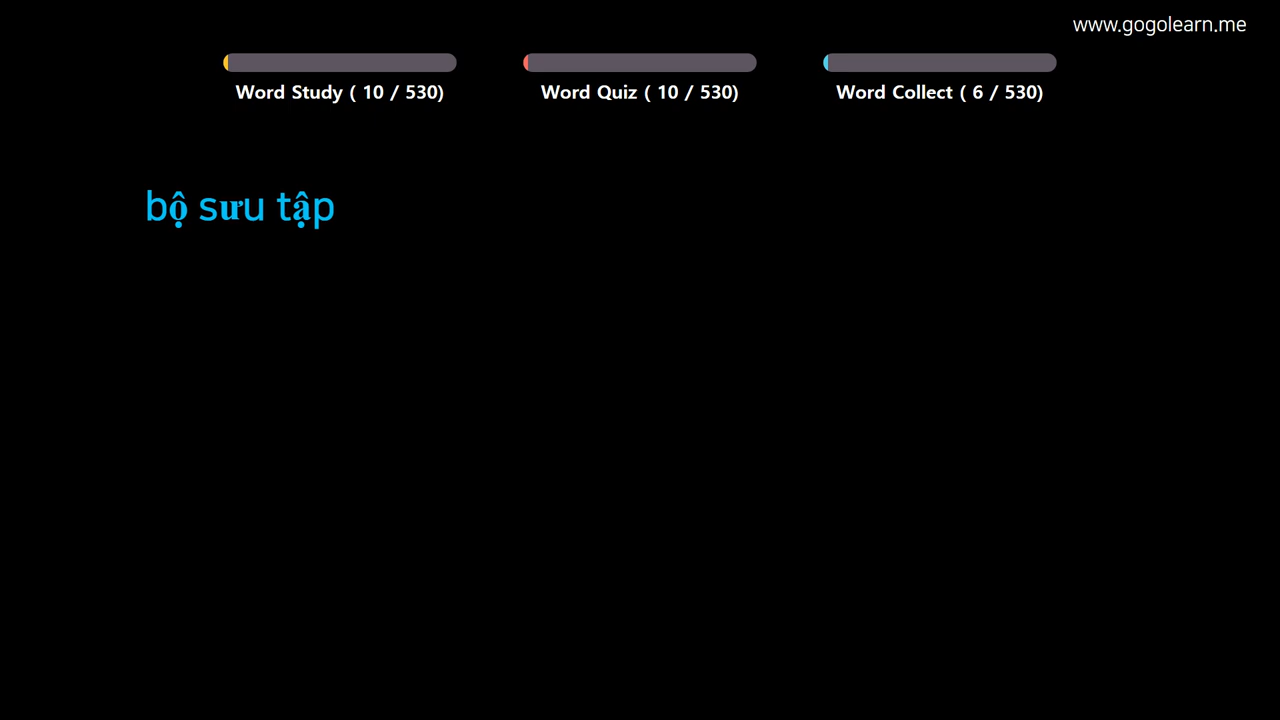 www.gogolearn.me
Word Study ( 10 / 530)
Word Quiz ( 10 / 530)
Word Collect ( 6 / 530)
bộ sưu tập